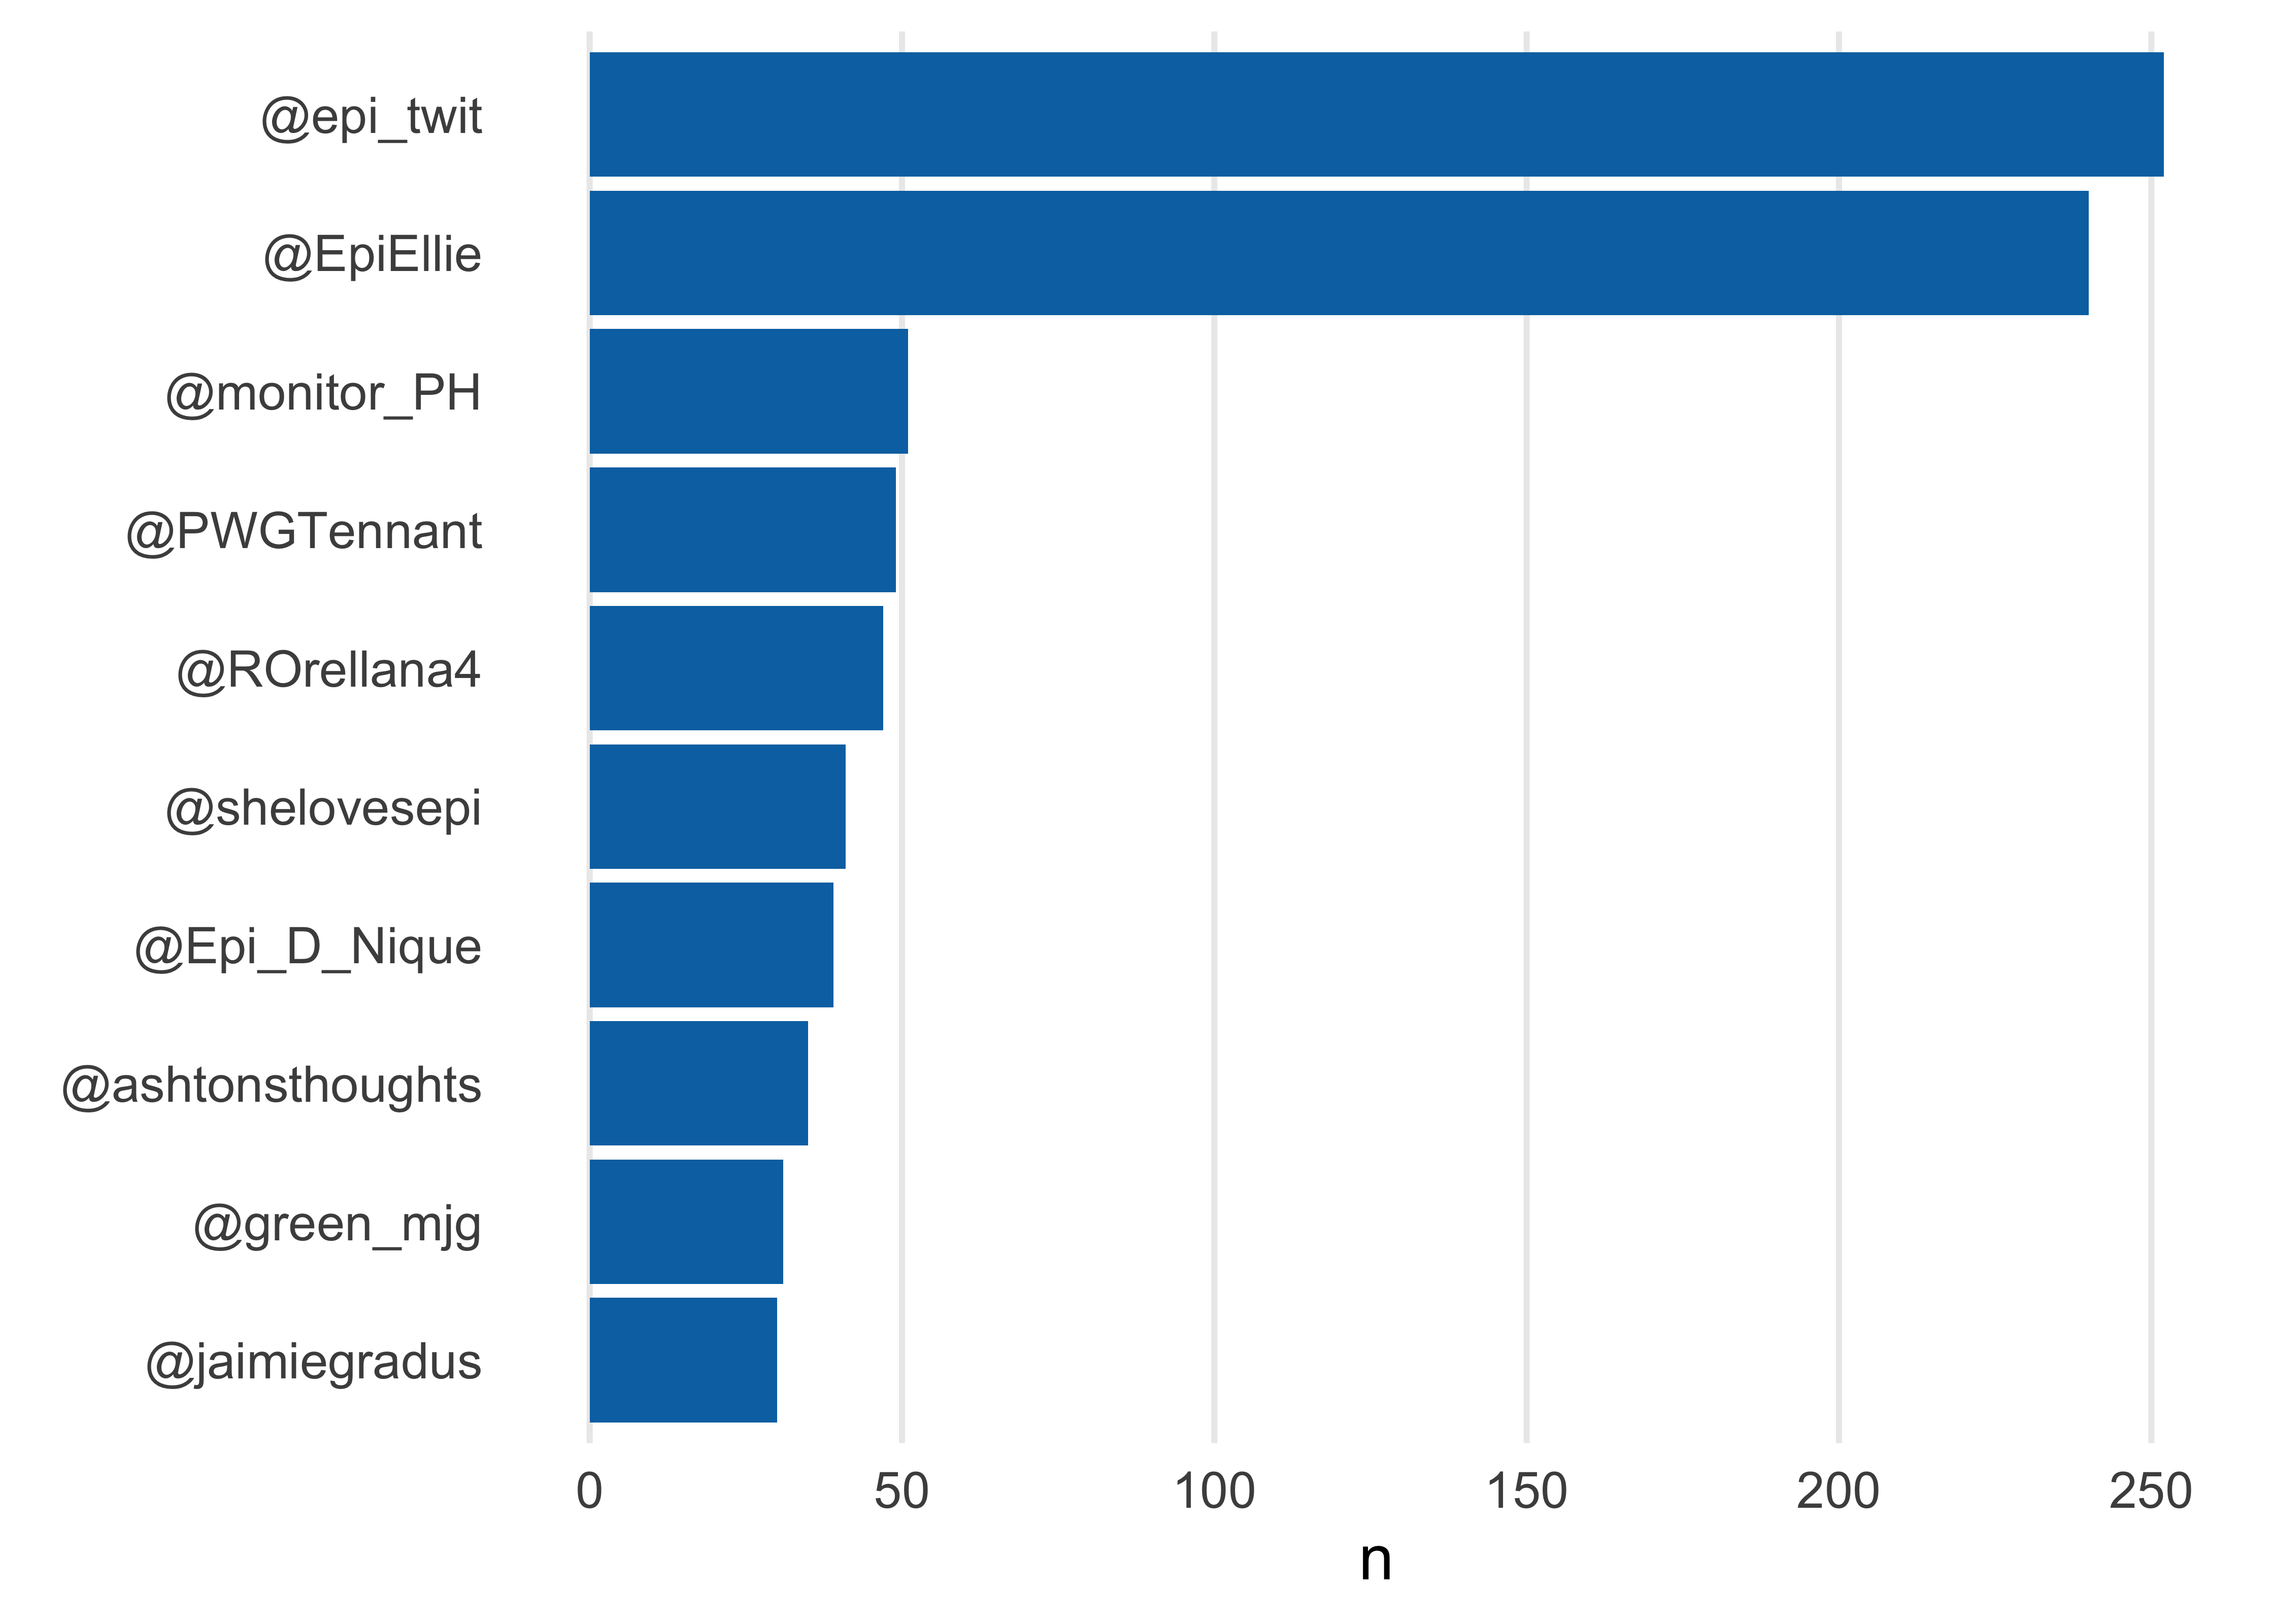 @epi_twit
@EpiEllie
@monitor_PH
@PWGTennant
@ROrellana4
@shelovesepi
@Epi_D_Nique
@ashtonsthoughts
@green_mjg
@jaimiegradus
0 50 100 150 200 250
n